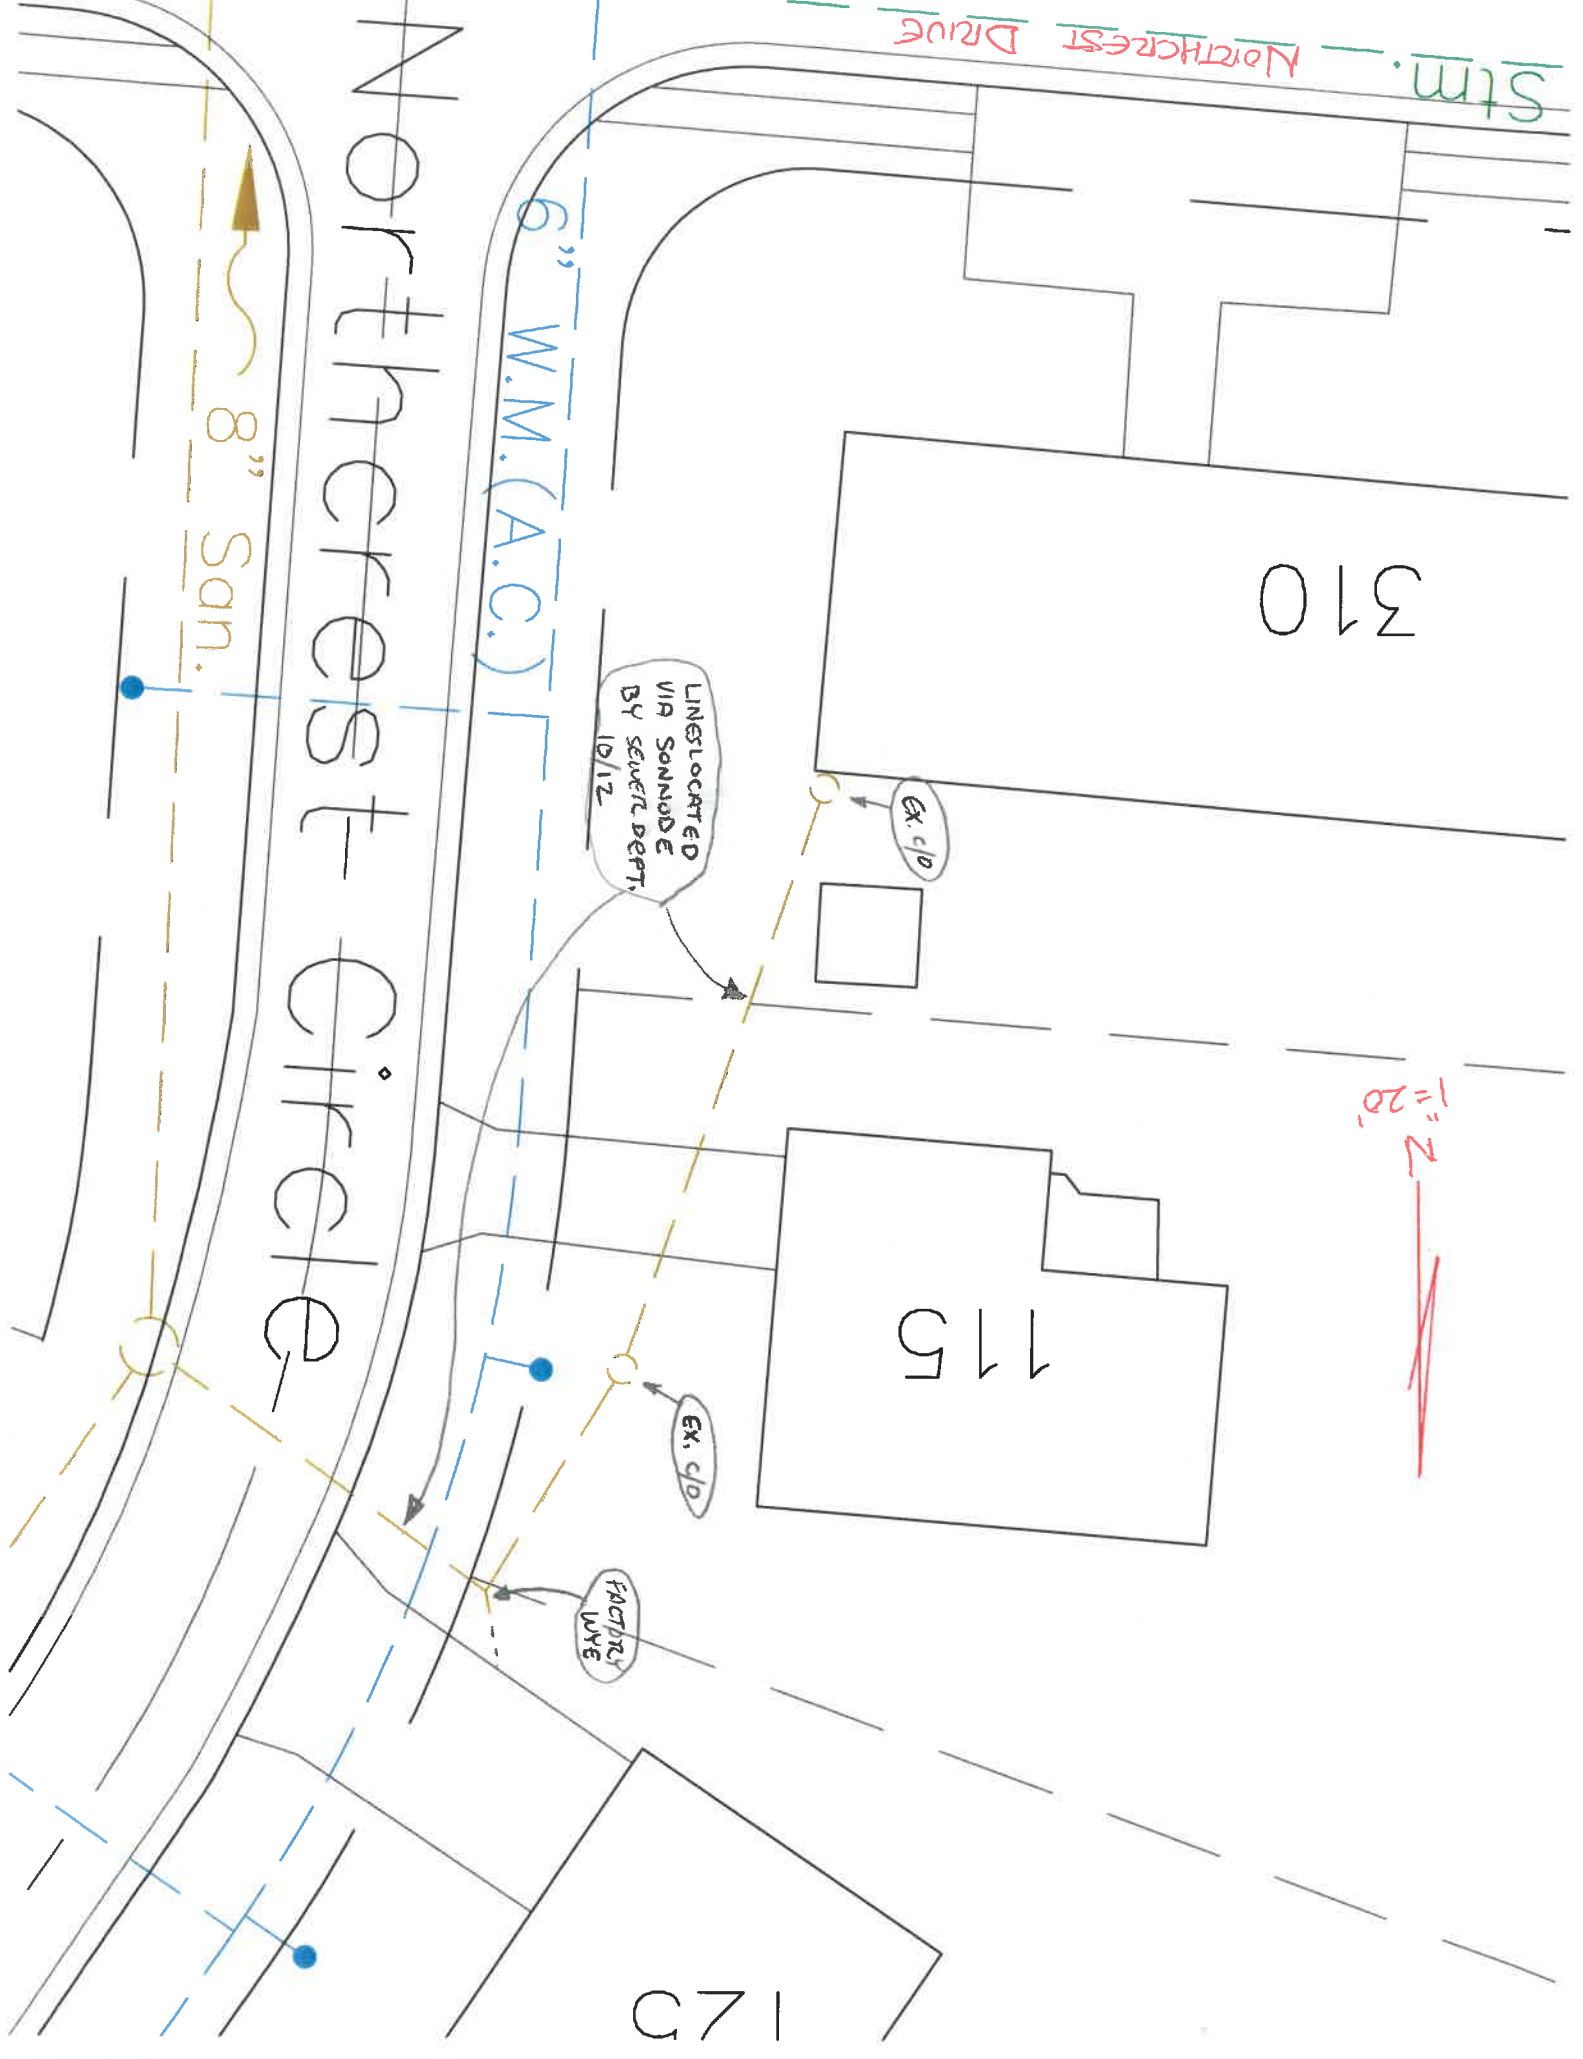 Stm.
NORTHCREST DRIVE
Northcrest Circle
6" W.M.(A.C.)
8" San.
310
EX. C/O
LINES LOCATED
VIA SONNODE
BY SEWER DEPT.
10/12
1"=20'
N
115
EX. C/O
FACTORY
WYE
125